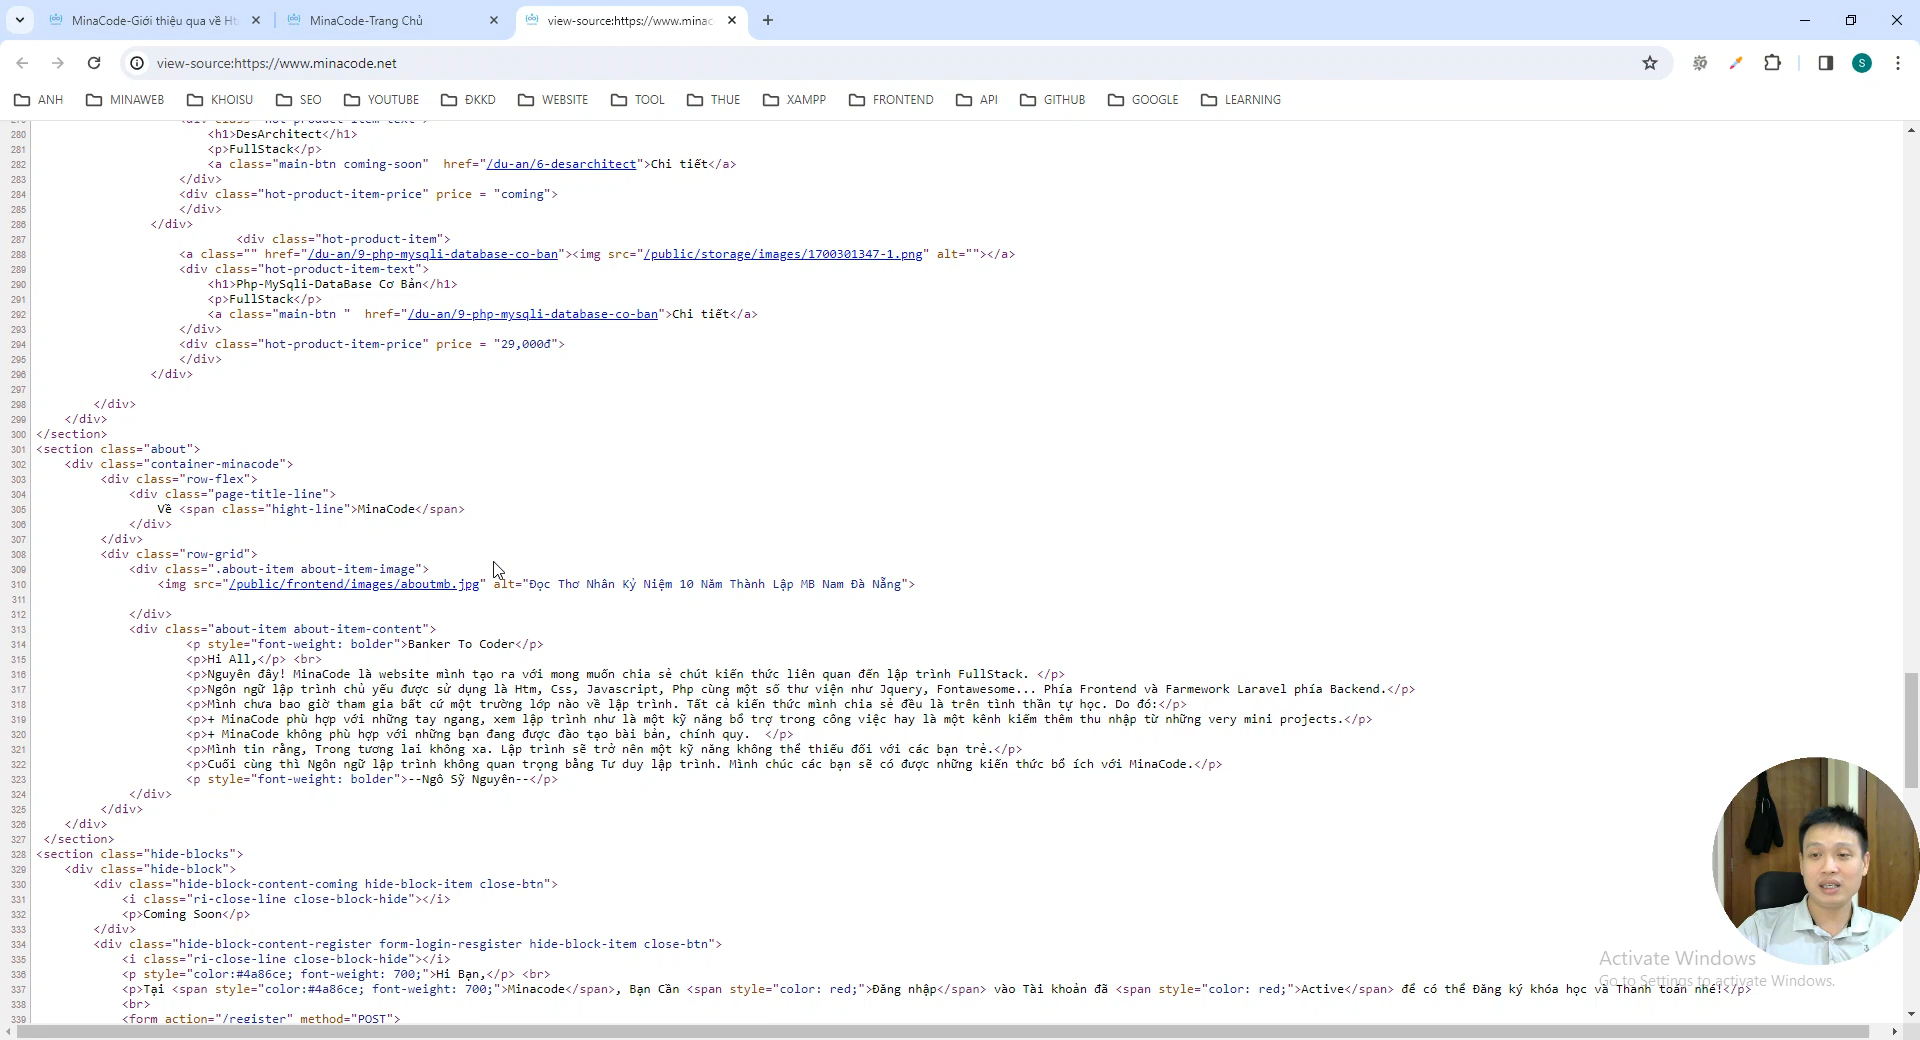 MinaCode-Giới thiệu qua về Ht
MinaCode-Trang Chủ
view-source:https://www.minac
view-source:https://www.minacode.net
ANH MINAWEB KHOISU SEO YOUTUBE ĐKKD WEBSITE TOOL THUE XAMPP FRONTEND API GITHUB GOOGLE LEARNING
280 <h1>DesArchitect</h1>
281 <p>FullStack</p>
282 <a class="main-btn coming-soon"  href="/du-an/6-desarchitect">Chi tiết</a>
283 </div>
284 <div class="hot-product-item-price" price = "coming">
285 </div>
286 </div>
287 <div class="hot-product-item">
288 <a class="" href="/du-an/9-php-mysqli-database-co-ban"><img src="/public/storage/images/1700301347-1.png" alt=""></a>
289 <div class="hot-product-item-text">
290 <h1>Php-MySqli-DataBase Cơ Bản</h1>
291 <p>FullStack</p>
292 <a class="main-btn "  href="/du-an/9-php-mysqli-database-co-ban">Chi tiết</a>
293 </div>
294 <div class="hot-product-item-price" price = "29,000đ">
295 </div>
296 </div>
297
298 </div>
299 </div>
300 </section>
301 <section class="about">
302 <div class="container-minacode">
303 <div class="row-flex">
304 <div class="page-title-line">
305 Về <span class="hight-line">MinaCode</span>
306 </div>
307 </div>
308 <div class="row-grid">
309 <div class=".about-item about-item-image">
310 <img src="/public/frontend/images/aboutmb.jpg" alt="Đọc Thơ Nhân Kỷ Niệm 10 Năm Thành Lập MB Nam Đà Nẵng">
311
312 </div>
313 <div class="about-item about-item-content">
314 <p style="font-weight: bolder">Banker To Coder</p>
315 <p>Hi All,</p> <br>
316 <p>Nguyên đây! MinaCode là website mình tạo ra với mong muốn chia sẻ chút kiến thức liên quan đến lập trình FullStack. </p>
317 <p>Ngôn ngữ lập trình chủ yếu được sử dụng là Htm, Css, Javascript, Php cùng một số thư viện như Jquery, Fontawesome... Phía Frontend và Farmework Laravel phía Backend.</p>
318 <p>Mình chưa bao giờ tham gia bất cứ một trường lớp nào về lập trình. Tất cả kiến thức mình chia sẻ đều là trên tinh thần tự học. Do đó:</p>
319 <p>+ MinaCode phù hợp với những tay ngang, xem lập trình như là một kỹ năng bổ trợ trong công việc hay là một kênh kiếm thêm thu nhập từ những very mini projects.</p>
320 <p>+ MinaCode không phù hợp với những bạn đang được đào tạo bài bản, chính quy.  </p>
321 <p>Mình tin rằng, Trong tương lai không xa. Lập trình sẽ trở nên một kỹ năng không thể thiếu đối với các bạn trẻ.</p>
322 <p>Cuối cùng thì Ngôn ngữ lập trình không quan trọng bằng Tư duy lập trình. Mình chúc các bạn sẽ có được những kiến thức bổ ích với MinaCode.</p>
323 <p style="font-weight: bolder">--Ngô Sỹ Nguyên--</p>
324 </div>
325 </div>
326 </div>
327 </section>
328 <section class="hide-blocks">
329 <div class="hide-block">
330 <div class="hide-block-content-coming hide-block-item close-btn">
331 <i class="ri-close-line close-block-hide"></i>
332 <p>Coming Soon</p>
333 </div>
334 <div class="hide-block-content-register form-login-resgister hide-block-item close-btn">
335 <i class="ri-close-line close-block-hide"></i>
336 <p style="color:#4a86ce; font-weight: 700;">Hi Bạn,</p> <br>
337 <p>Tại <span style="color:#4a86ce; font-weight: 700;">Minacode</span>, Bạn Cần <span style="color: red;">Đăng nhập</span> vào Tài khoản đã <span style="color: red;">Active</span> để có thể Đăng ký khóa học và Thanh toán nhé!</p>
338 <br>
339 <form action="/register" method="POST">
Activate Windows
Go to Settings to activate Windows.